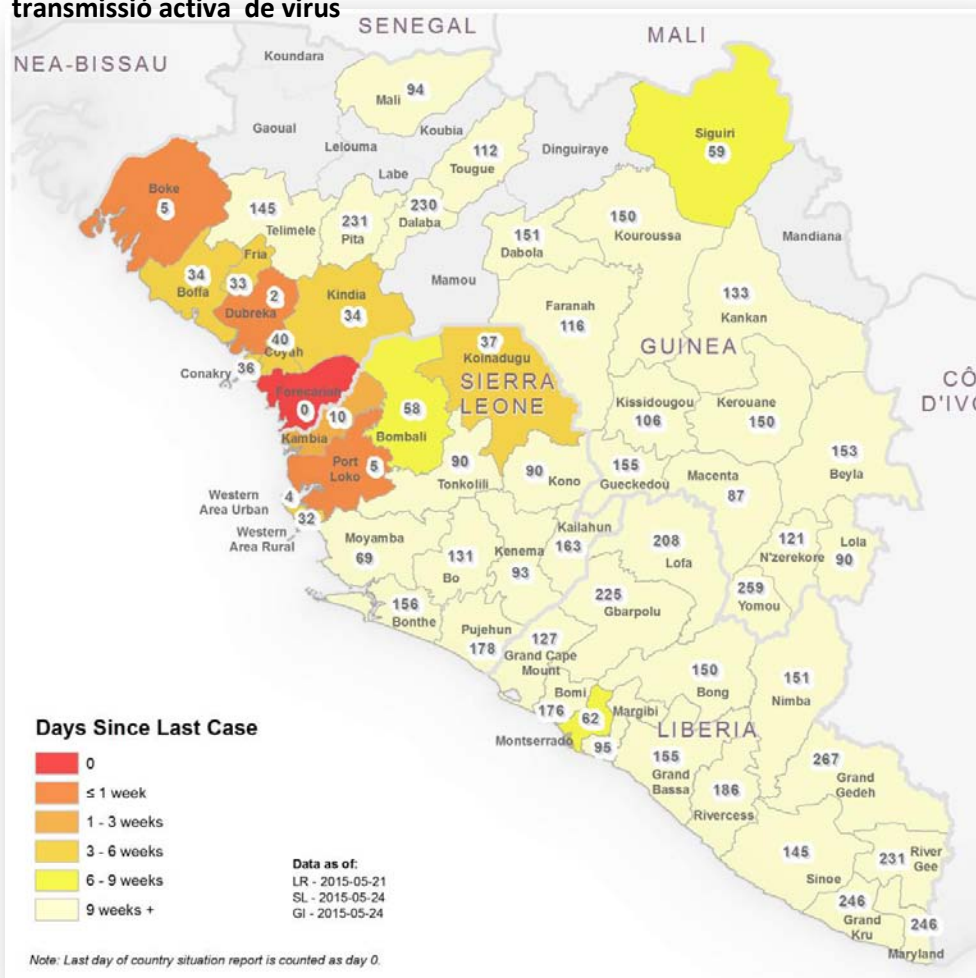 transmissió activa de virus
SENEGAL
MALI
NEA-BISSAU
Koundara
Mali
94
Gaoual
Koubia
Lelouma
Labe
112
Tougue
Dinguiraye
Siguiri
59
Boke
5
145
Telimele
231
Pita
230
Dalaba
150
Kouroussa
151
Dabola
Mandiana
Fria
34
Boffa
33
2
Dubreka
Kindia
34
Mamou
Faranah
116
133
Kankan
40
Coyah
Conakry
36
37
Koinadugu
GUINEA
CÔ
D'IVO
SIERRA
LEONE
Forecariah
0
10
Kambia
58
Bombali
Kissidougou
106
Kerouane
150
153
Beyla
Port
Loko
5
90
Tonkolili
90
Kono
155
Gueckedou
Macenta
87
Western
Area Urban
4
32
Western
Area Rural
Moyamba
69
131
Bo
Kenema
93
Kailahun
163
208
Lofa
121
N'zerekore
Lola
90
259
Yomou
156
Bonthe
225
Gbarpolu
Pujehun
178
127
Grand Cape
Mount
150
Bong
151
Nimba
Bomi
176
62
Margibi
Montserrado
95
LIBERIA
155
Grand
Bassa
186
Rivercess
267
Grand
Gedeh
145
Sinoe
231
River
Gee
246
Grand
Kru
246
Maryland
Days Since Last Case
0
≤ 1 week
1 - 3 weeks
3 - 6 weeks
6 - 9 weeks
9 weeks +
Data as of:
LR - 2015-05-21
SL - 2015-05-24
GI - 2015-05-24
Note: Last day of country situation report is counted as day 0.